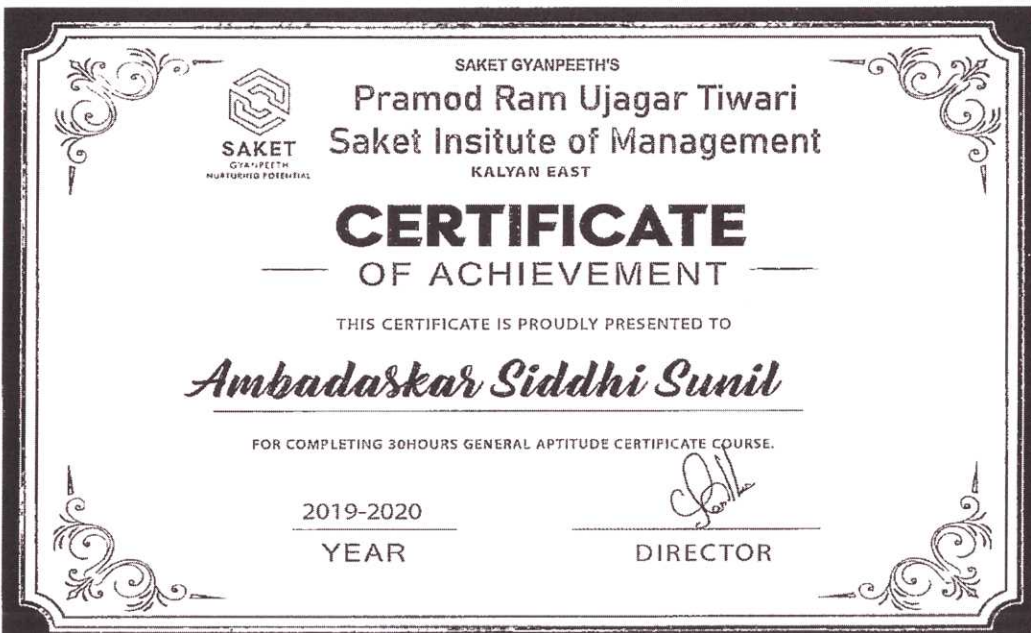 SAKET GYANPEETH'S
Pramod Ram Ujagar Tiwari
Saket Insitute of Management
KALYAN EAST
SAKET
GYANPEETH
NURTURING POTENTIAL
CERTIFICATE
OF ACHIEVEMENT
THIS CERTIFICATE IS PROUDLY PRESENTED TO
Ambadaskar Siddhi Sunil
FOR COMPLETING 30HOURS GENERAL APTITUDE CERTIFICATE COURSE.
2019-2020
YEAR
DIRECTOR